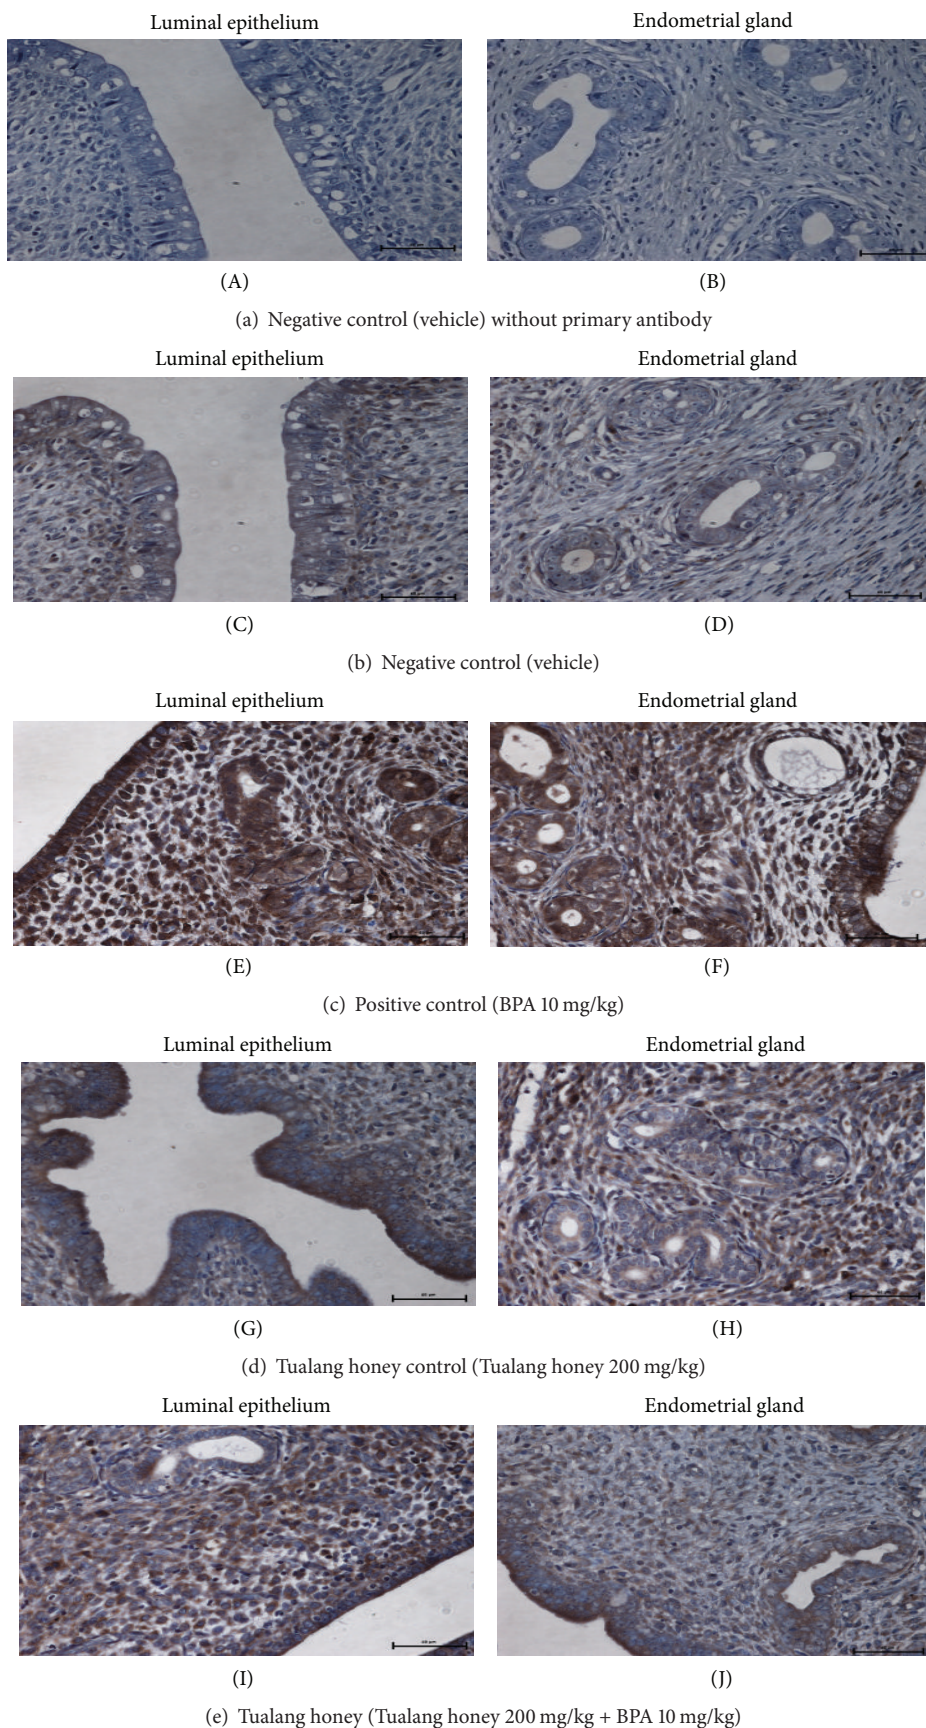 Luminal epithelium Endometrial gland
(A) (B)
(a) Negative control (vehicle) without primary antibody
Luminal epithelium Endometrial gland
(C) (D)
(b) Negative control (vehicle)
Luminal epithelium Endometrial gland
(E) (F)
(c) Positive control (BPA 10 mg/kg)
Luminal epithelium Endometrial gland
(G) (H)
(d) Tualang honey control (Tualang honey 200 mg/kg)
Luminal epithelium Endometrial gland
(I) (J)
(e) Tualang honey (Tualang honey 200 mg/kg + BPA 10 mg/kg)